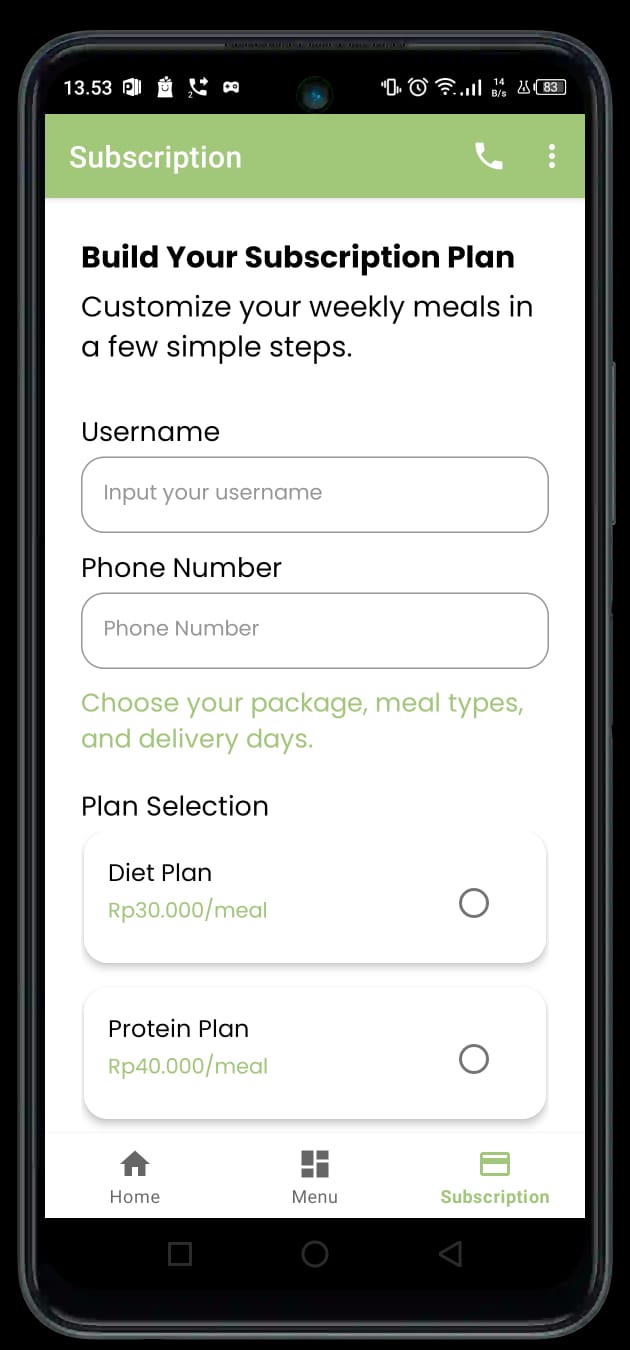 13.53
2
14
B/s
83
Subscription
Build Your Subscription Plan
Customize your weekly meals in
a few simple steps.
Username
Input your username
Phone Number
Phone Number
Choose your package, meal types,
and delivery days.
Plan Selection
Diet Plan
Rp30.000/meal
Protein Plan
Rp40.000/meal
Home
Menu
Subscription